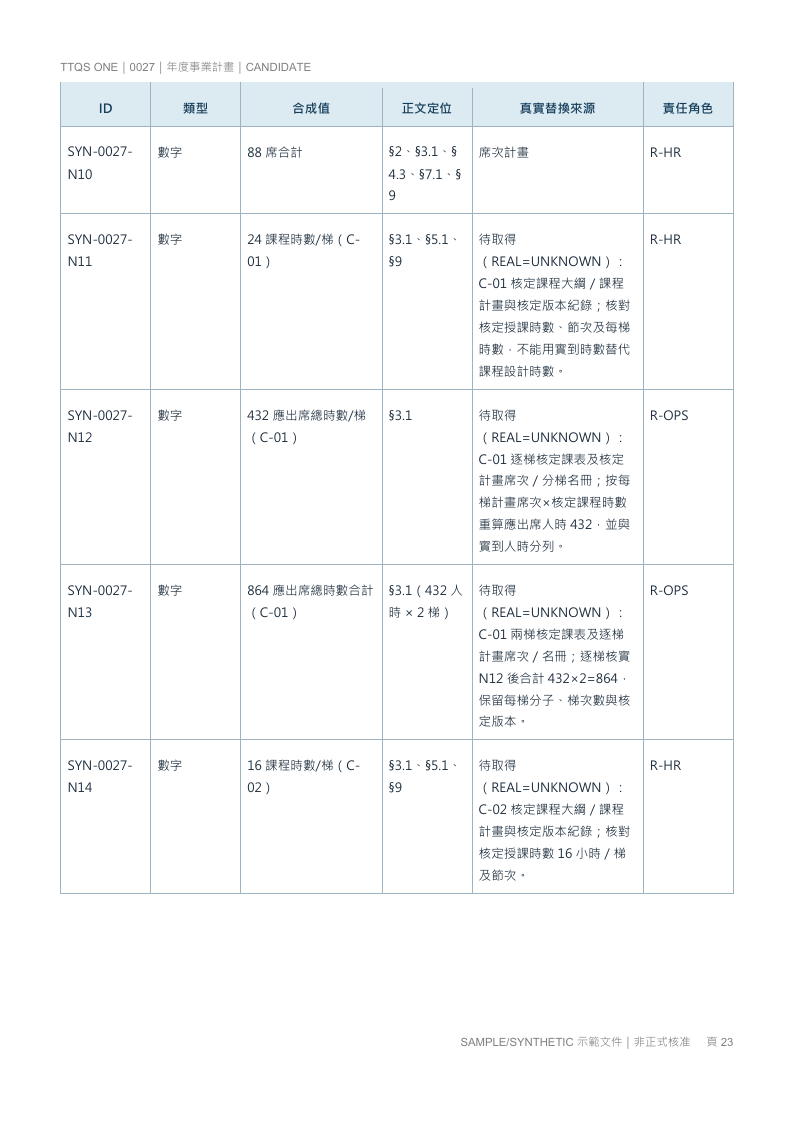 TTQS ONE｜0027｜年度事業計畫｜CANDIDATE
ID 類型 合成值 正文定位 真實替換來源 責任角色
SYN-0027- 數字 88 席合計 §2、§3.1、§ 席次計畫 R-HR
N10 4.3、§7.1、§
9
SYN-0027- 數字 24 課程時數/梯（C- §3.1、§5.1、 待取得 R-HR
N11 01） §9 （REAL=UNKNOWN）：
C-01 核定課程大綱／課程
計畫與核定版本紀錄；核對
核定授課時數、節次及每梯
時數，不能用實到時數替代
課程設計時數。
SYN-0027- 數字 432 應出席總時數/梯 §3.1 待取得 R-OPS
N12 （C-01） （REAL=UNKNOWN）：
C-01 逐梯核定課表及核定
計畫席次／分梯名冊；按每
梯計畫席次×核定課程時數
重算應出席人時 432，並與
實到人時分列。
SYN-0027- 數字 864 應出席總時數合計 §3.1（432 人 待取得 R-OPS
N13 （C-01） 時 × 2 梯） （REAL=UNKNOWN）：
C-01 兩梯核定課表及逐梯
計畫席次／名冊；逐梯核實
N12 後合計 432×2=864，
保留每梯分子、梯次數與核
定版本。
SYN-0027- 數字 16 課程時數/梯（C- §3.1、§5.1、 待取得 R-HR
N14 02） §9 （REAL=UNKNOWN）：
C-02 核定課程大綱／課程
計畫與核定版本紀錄；核對
核定授課時數 16 小時／梯
及節次。
SAMPLE/SYNTHETIC 示範文件｜非正式核准 頁 23